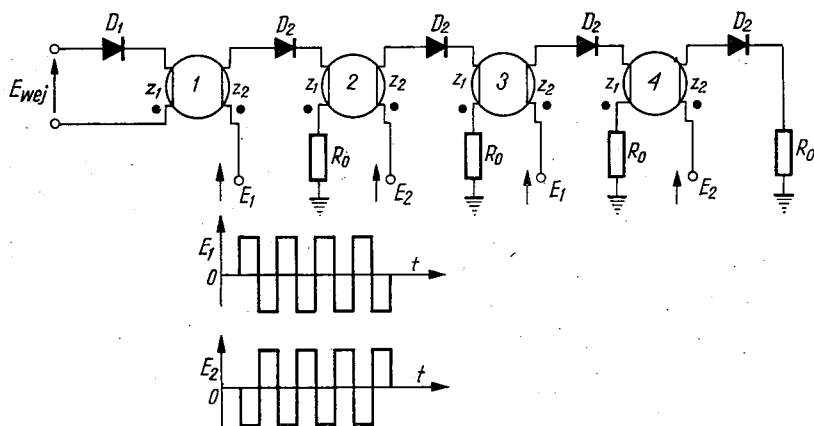 D₁ D₂ D₂ D₂ D₂
E_wej z₁ 1 z₂ z₁ 2 z₂ z₁ 3 z₂ z₁ 4 z₂
R₀ R₀ R₀ R₀
E₁ E₂ E₁ E₂
E₁ t
0
E₂ t
0